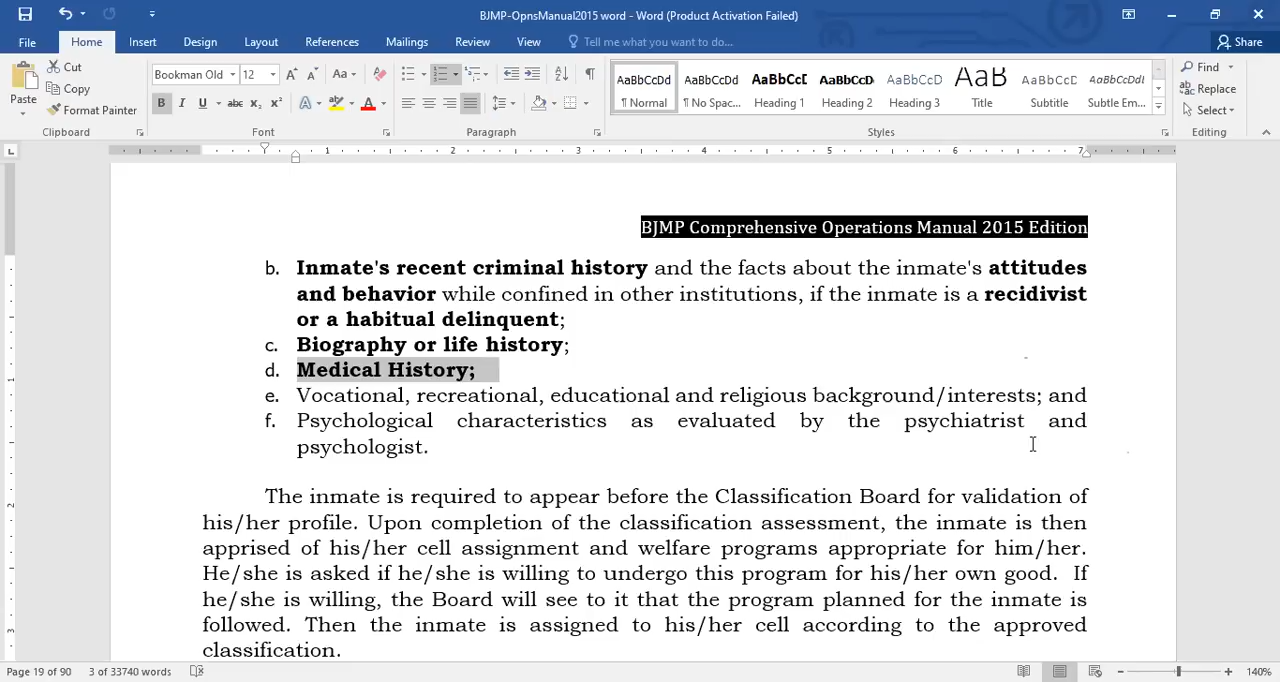 BJMP-OpnsManual2015 word - Word (Product Activation Failed)
File Home Insert Design Layout References Mailings Review View Tell me what you want to do... Share
Paste
Cut
Copy
Format Painter
Clipboard
Bookman Old 12
Font
Paragraph
AaBbCcDd AaBbCcDd AaBbCcD AaBbCcDd AaBbCcD AaBbCcD AaB AaBbCcD AaBbCcDd
¶ Normal ¶ No Spac... Heading 1 Heading 2 Heading 3 Title Subtitle Subtle Em...
Styles
Find
Replace
Select
Editing
1 2 3 4 5 6 7
BJMP Comprehensive Operations Manual 2015 Edition
b. Inmate's recent criminal history and the facts about the inmate's attitudes
and behavior while confined in other institutions, if the inmate is a recidivist
or a habitual delinquent;
c. Biography or life history;
d. Medical History;
e. Vocational, recreational, educational and religious background/interests; and
f. Psychological characteristics as evaluated by the psychiatrist and
psychologist.
The inmate is required to appear before the Classification Board for validation of
his/her profile. Upon completion of the classification assessment, the inmate is then
apprised of his/her cell assignment and welfare programs appropriate for him/her.
He/she is asked if he/she is willing to undergo this program for his/her own good. If
he/she is willing, the Board will see to it that the program planned for the inmate is
followed. Then the inmate is assigned to his/her cell according to the approved
classification.
Page 19 of 90 3 of 33740 words 140%